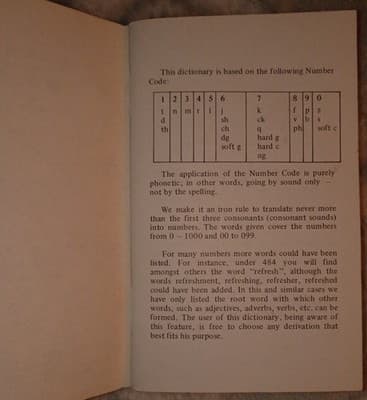 This dictionary is based on the following Number
Code:
1 2 3 4 5 6 7 8 9 0
t n m r l j k f p z
d sh ck v b s
th ch q ph soft c
dg hard g
soft g hard c
ng
The application of the Number Code is purely
phonetic, in other words, going by sound only —
not by the spelling.
We make it an iron rule to translate never more
than the first three consonants (consonant sounds)
into numbers. The words given cover the numbers
from 0 — 1000 and 00 to 099.
For many numbers more words could have been
listed. For instance, under 484 you will find
amongst others the word "refresh", although the
words refreshment, refreshing, refresher, refreshed
could have been added. In this and similar cases we
have only listed the root word with which other
words, such as adjectives, adverbs, verbs, etc. can be
formed. The user of this dictionary, being aware of
this feature, is free to choose any derivation that
best fits his purpose.